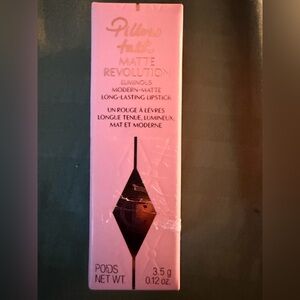 Pillow
talk
MATTE
REVOLUTION
LUMINOUS
MODERN-MATTE
LONG-LASTING LIPSTICK
UN ROUGE À LÈVRES
LONGUE TENUE, LUMINEUX,
MAT ET MODERNE
POIDS 3.5 g
NET WT. 0.12 oz.